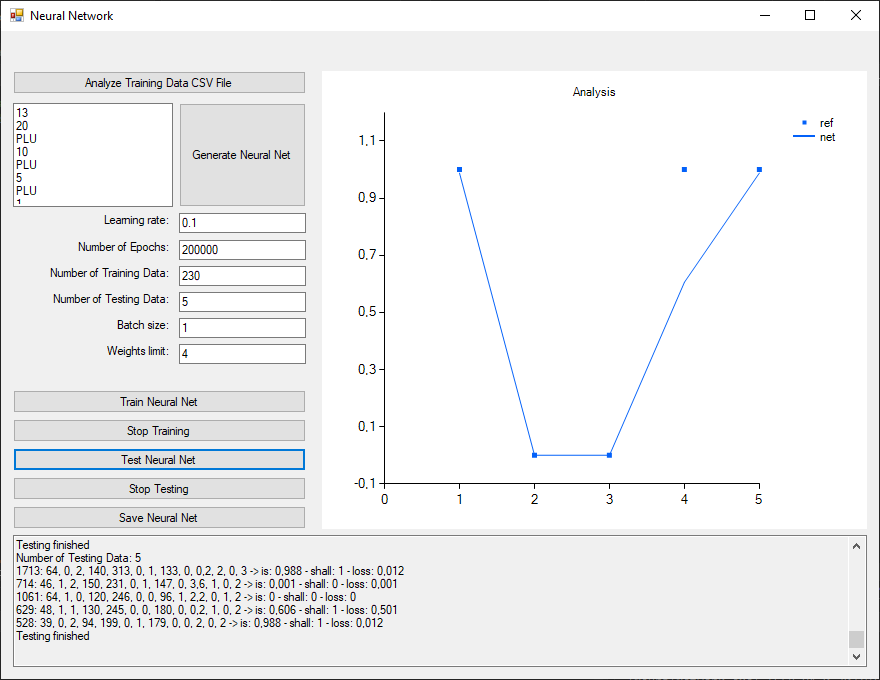 Neural Network
Analyze Training Data CSV File
13
20
PLU
10
PLU
5
PLU
Generate Neural Net
Learning rate: 0.1
Number of Epochs: 200000
Number of Training Data: 230
Number of Testing Data: 5
Batch size: 1
Weights limit: 4
Train Neural Net
Stop Training
Test Neural Net
Stop Testing
Save Neural Net
Analysis
ref
net
1,1
0,9
0,7
0,5
0,3
0,1
-0,1
0 1 2 3 4 5
Testing finished
Number of Testing Data: 5
1713: 64, 0, 2, 140, 313, 0, 1, 133, 0, 0,2, 2, 0, 3 -> is: 0,988 - shall: 1 - loss: 0,012
714: 46, 1, 2, 150, 231, 0, 1, 147, 0, 3,6, 1, 0, 2 -> is: 0,001 - shall: 0 - loss: 0,001
1061: 64, 1, 0, 120, 246, 0, 0, 96, 1, 2,2, 0, 1, 2 -> is: 0 - shall: 0 - loss: 0
629: 48, 1, 1, 130, 245, 0, 0, 180, 0, 0,2, 1, 0, 2 -> is: 0,606 - shall: 1 - loss: 0,501
528: 39, 0, 2, 94, 199, 0, 1, 179, 0, 0, 2, 0, 2 -> is: 0,988 - shall: 1 - loss: 0,012
Testing finished